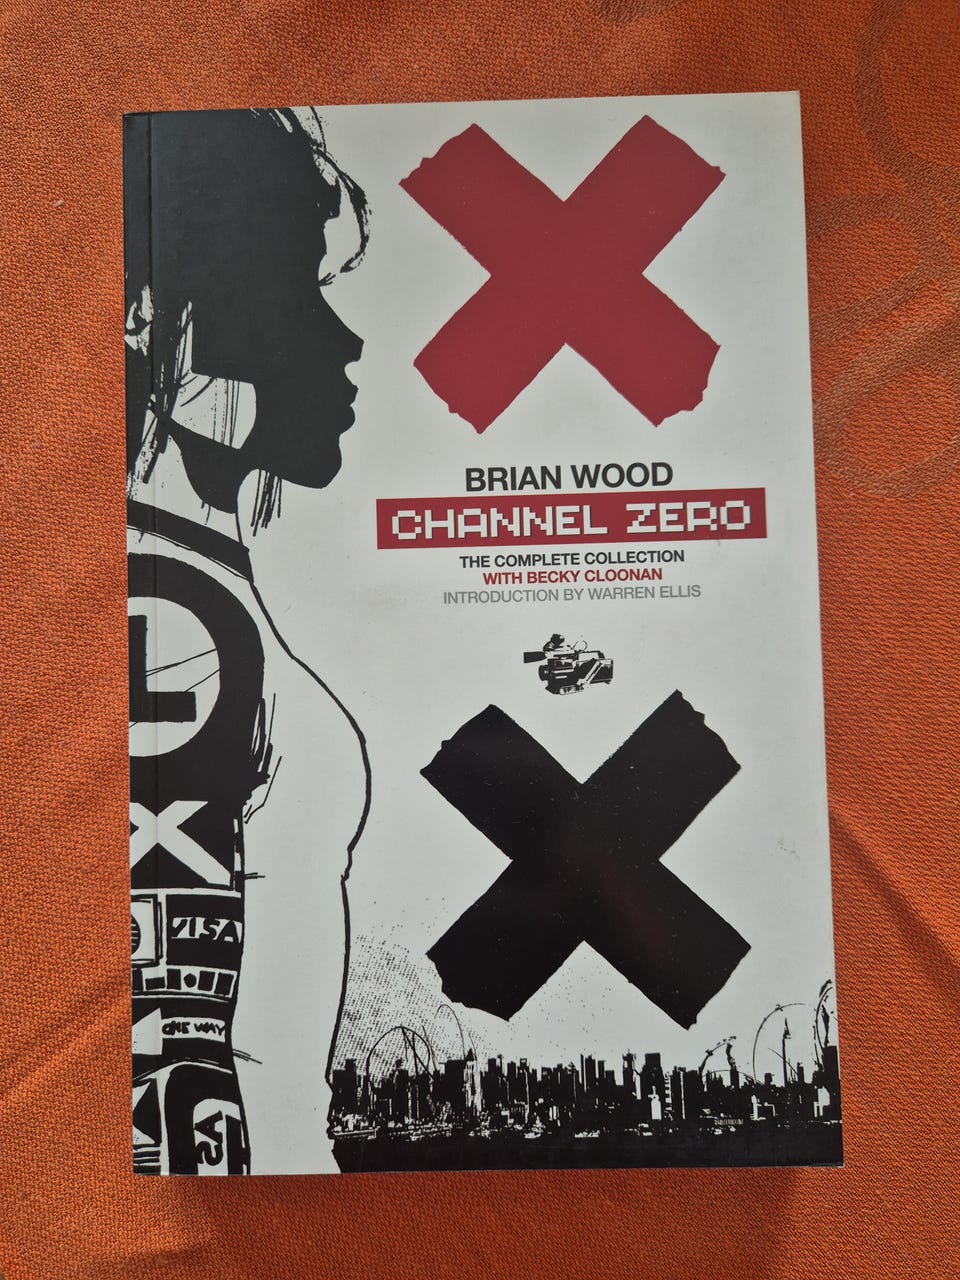 BRIAN WOOD
CHANNEL ZERO
THE COMPLETE COLLECTION
WITH BECKY CLOONAN
INTRODUCTION BY WARREN ELLIS
VISA
ONE WAY